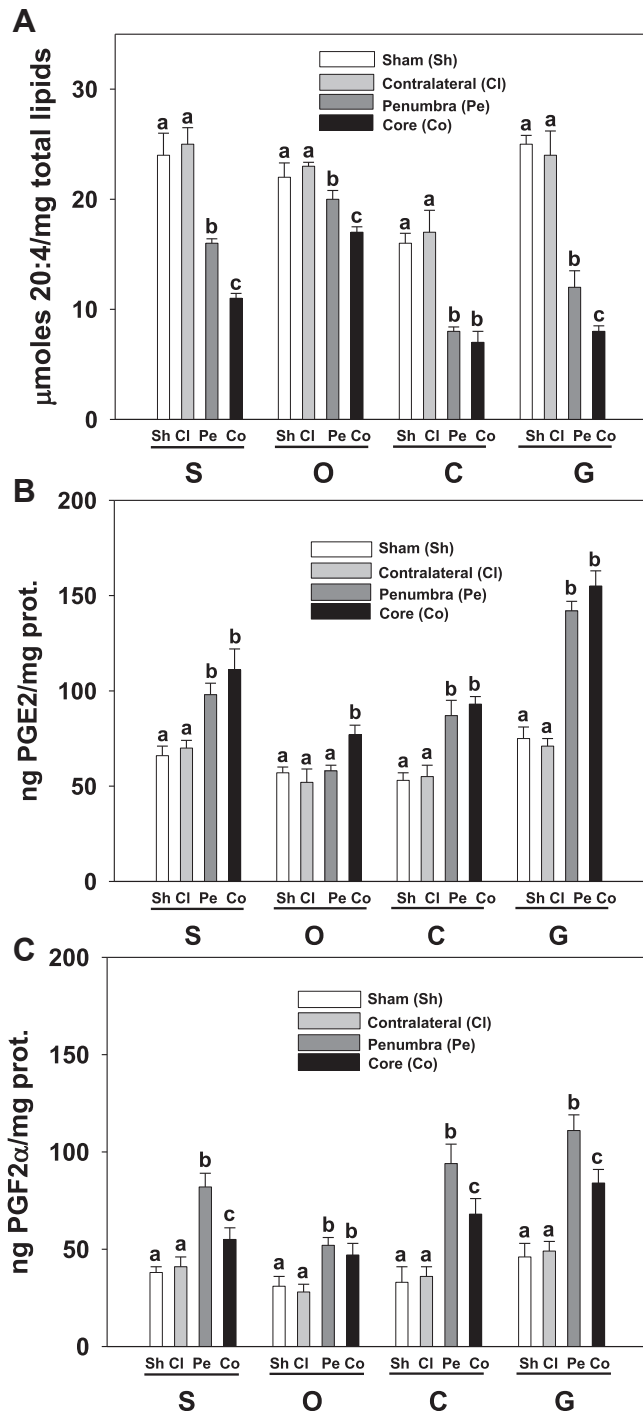 A
μmoles 20:4/mg total lipids
30
20
10
0
Sham (Sh)
Contralateral (Cl)
Penumbra (Pe)
Core (Co)
a a b c a a b c a a b b a a b c
Sh Cl Pe Co Sh Cl Pe Co Sh Cl Pe Co Sh Cl Pe Co
S O C G
B
ng PGE2/mg prot.
200
150
100
50
0
Sham (Sh)
Contralateral (Cl)
Penumbra (Pe)
Core (Co)
a a b b a a a b a a b b a a b b
Sh Cl Pe Co Sh Cl Pe Co Sh Cl Pe Co Sh Cl Pe Co
S O C G
C
ng PGF2α/mg prot.
200
150
100
50
0
Sham (Sh)
Contralateral (Cl)
Penumbra (Pe)
Core (Co)
a a b c a a b b a a b c a a b c
Sh Cl Pe Co Sh Cl Pe Co Sh Cl Pe Co Sh Cl Pe Co
S O C G